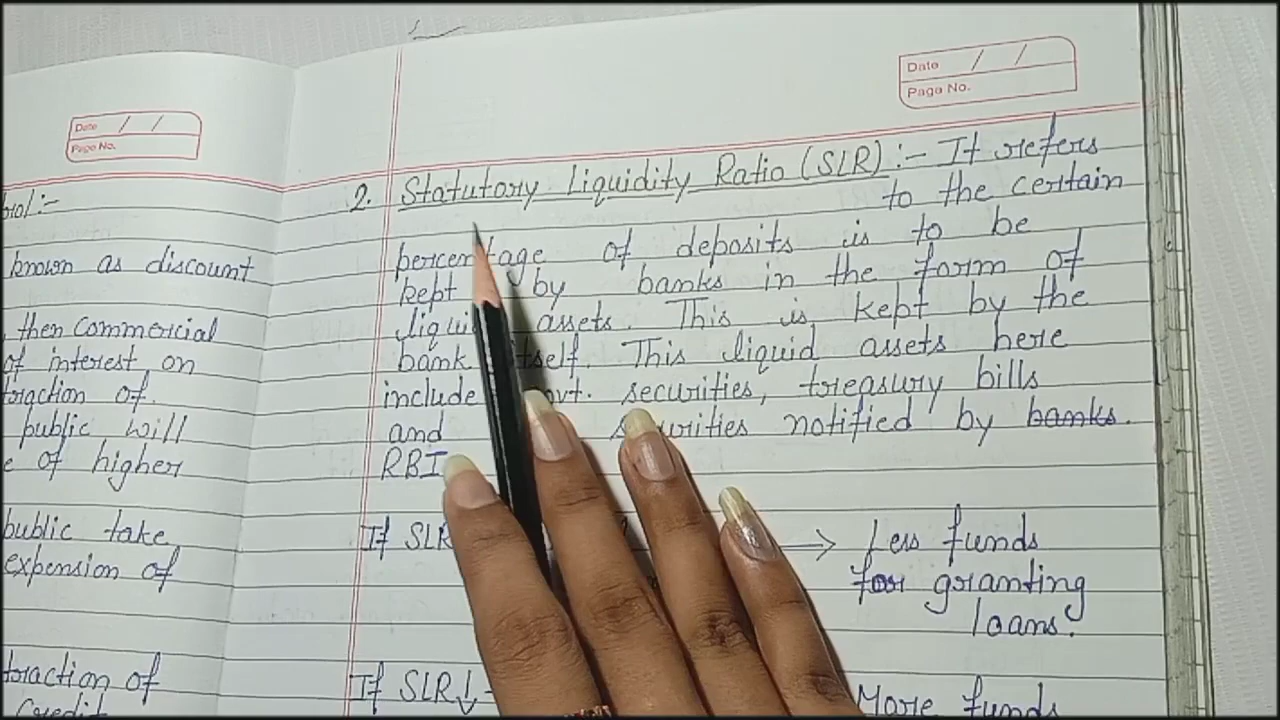 Date / /
Page No.
Date / /
Page No.
known as discount
, then commercial
of interest on
traction of
public will
e of higher
public take
expension of
traction of
Credit
2. Statutory Liquidity Ratio (SLR) :- It refers
to the certain
percentage of deposits is to be
kept by banks in the form of
assets. This is kept by the
bank itself. This liquid assets here
include securities, treasury bills
and notified by banks.
RBI
If SLR → Less funds
for granting
loans.
If SLR↓ More funds